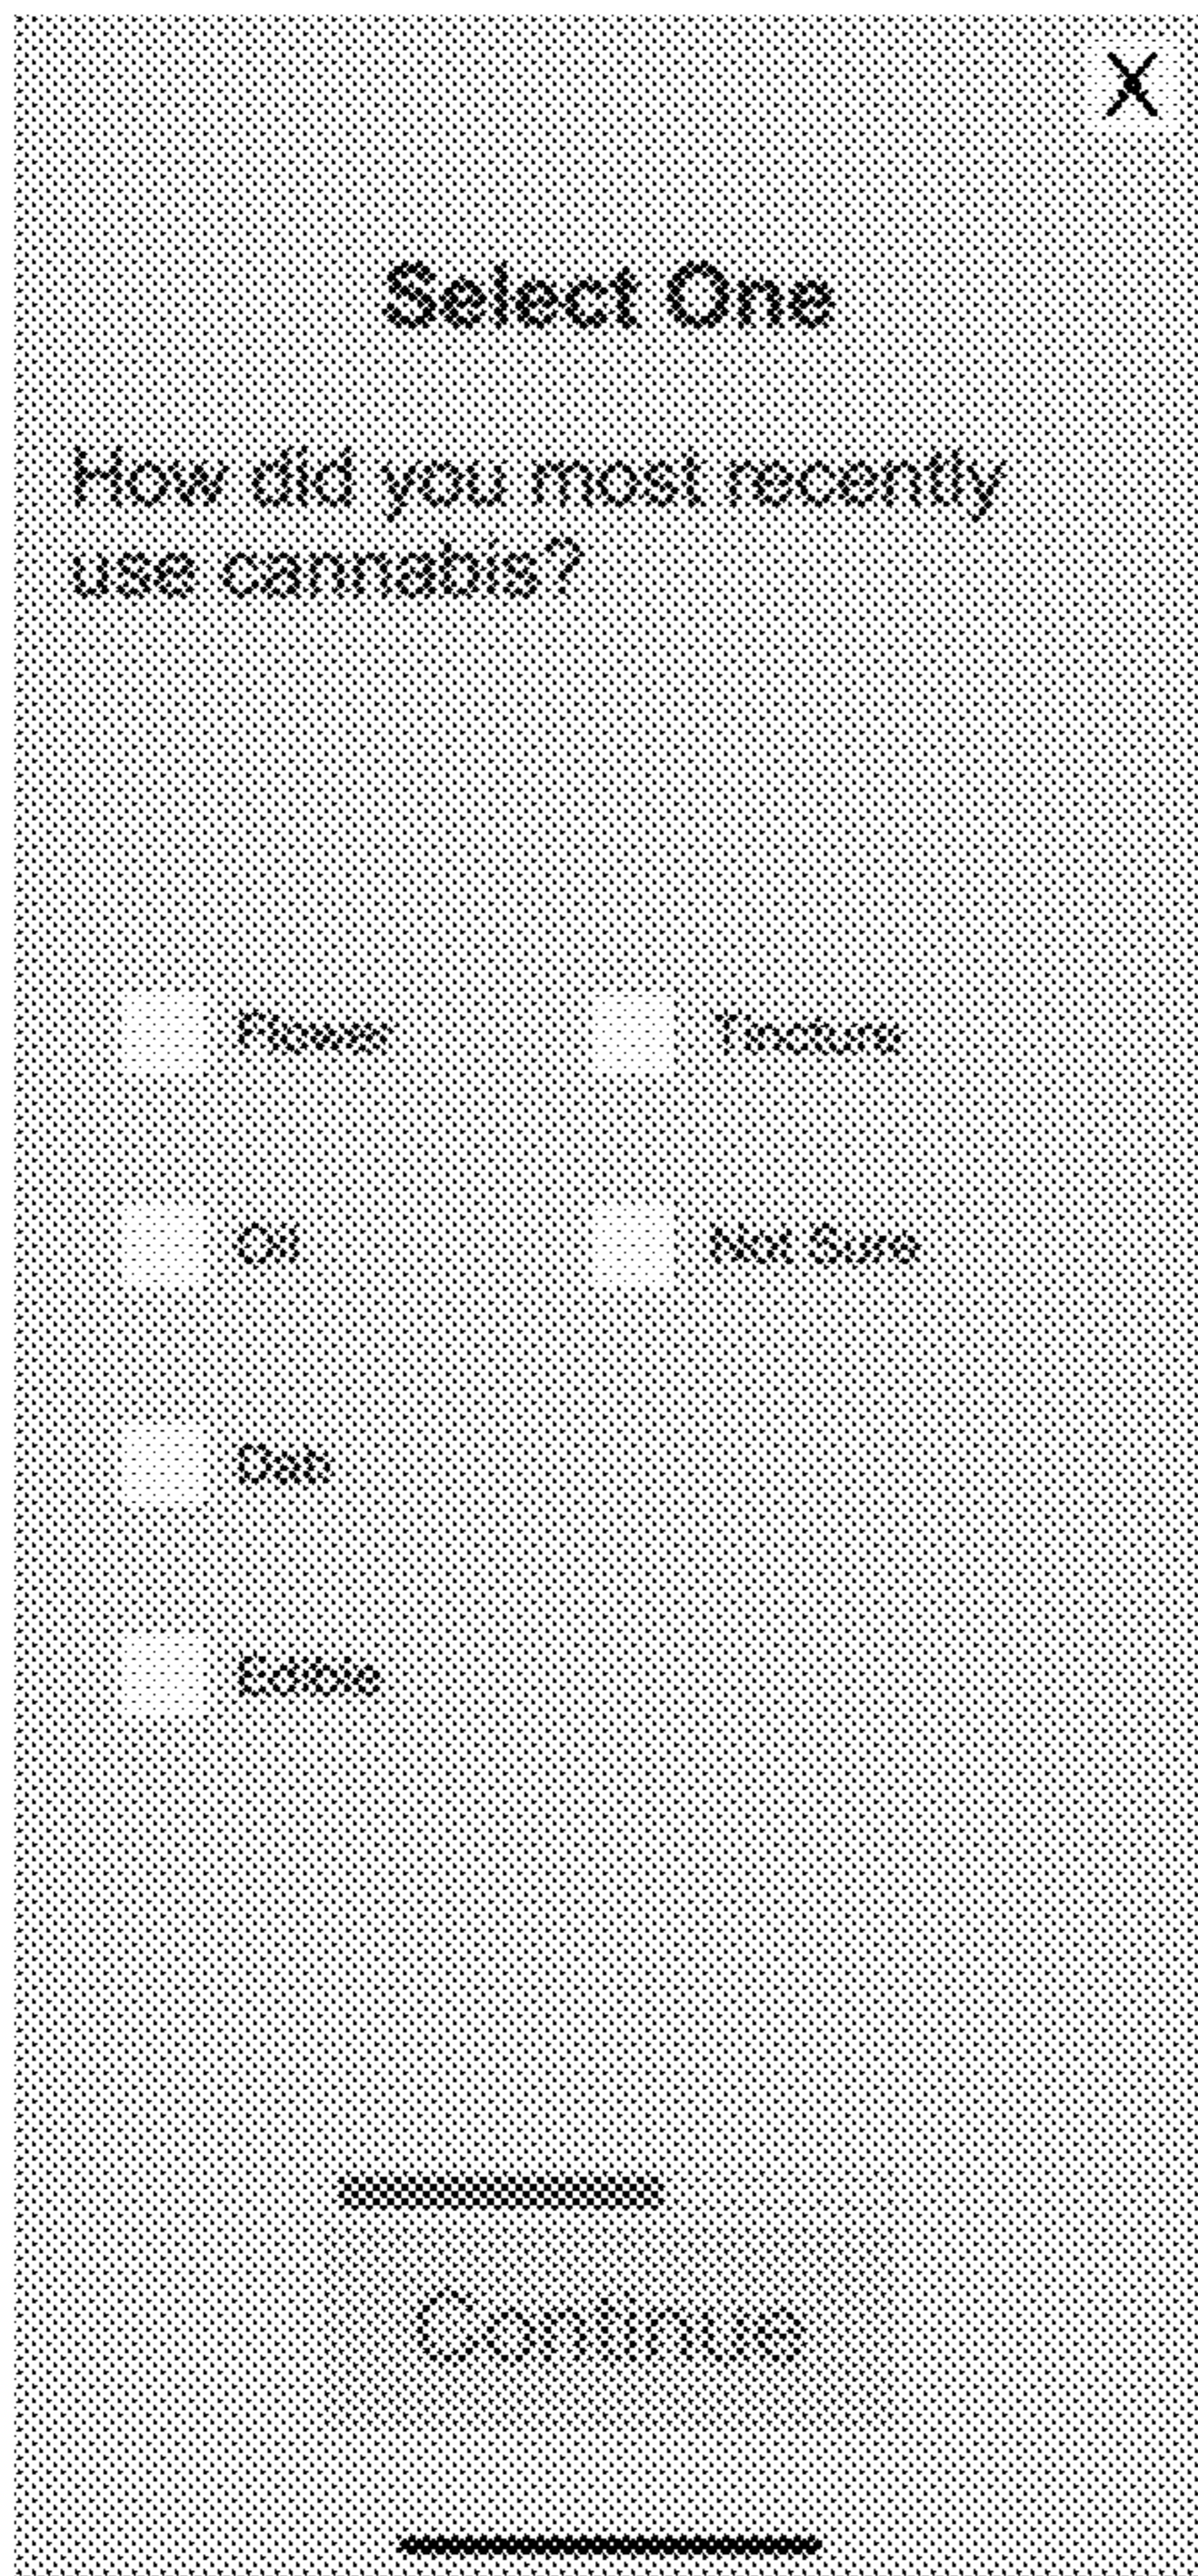 X
Select One
How did you most recently
use cannabis?
Flower
Tincture
Oil
Not Sure
Dab
Edible
Continue